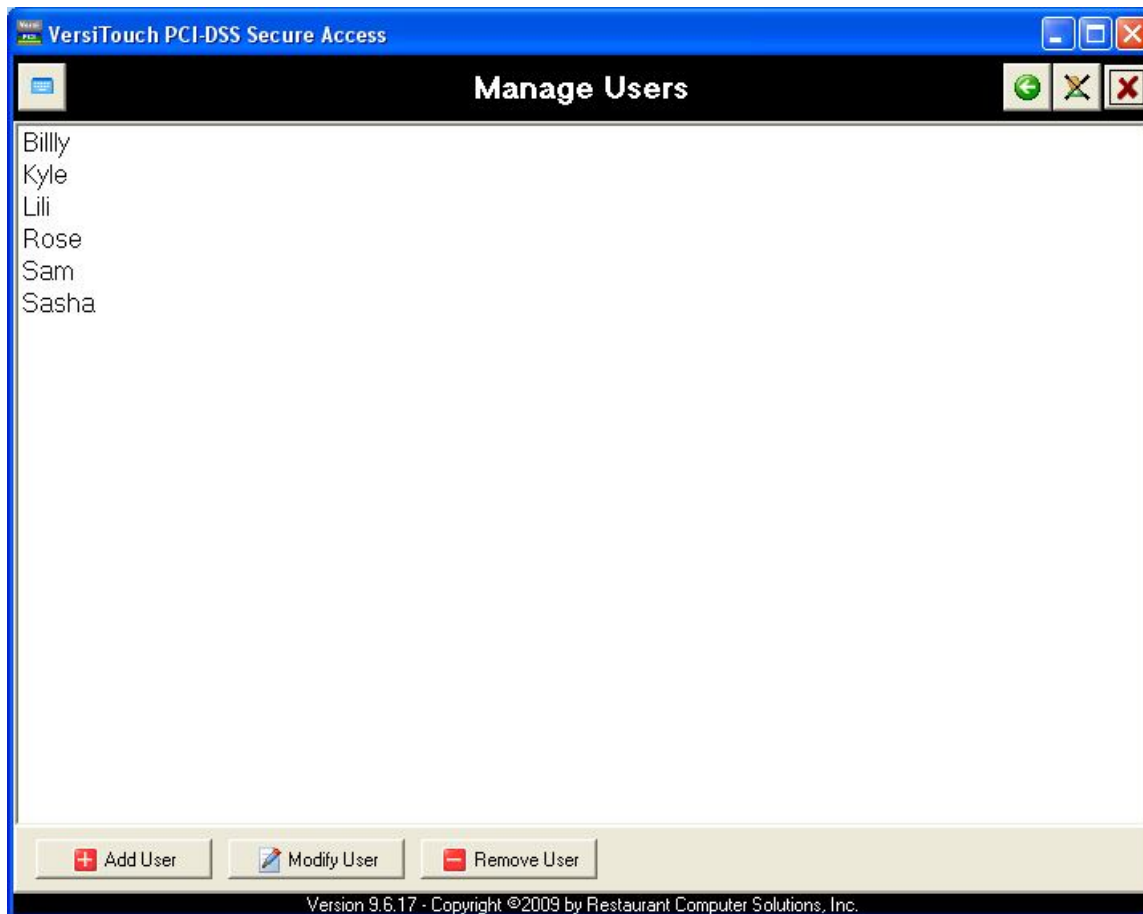 VersiTouch PCI-DSS Secure Access
Manage Users
Billly
Kyle
Lili
Rose
Sam
Sasha
Add User Modify User Remove User
Version 9.6.17 - Copyright ©2009 by Restaurant Computer Solutions, Inc.